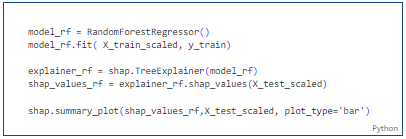 model_rf = RandomForestRegressor()
model_rf.fit( X_train_scaled, y_train)
explainer_rf = shap.TreeExplainer(model_rf)
shap_values_rf = explainer_rf.shap_values(X_test_scaled)
shap.summary_plot(shap_values_rf,X_test_scaled, plot_type='bar')
Python